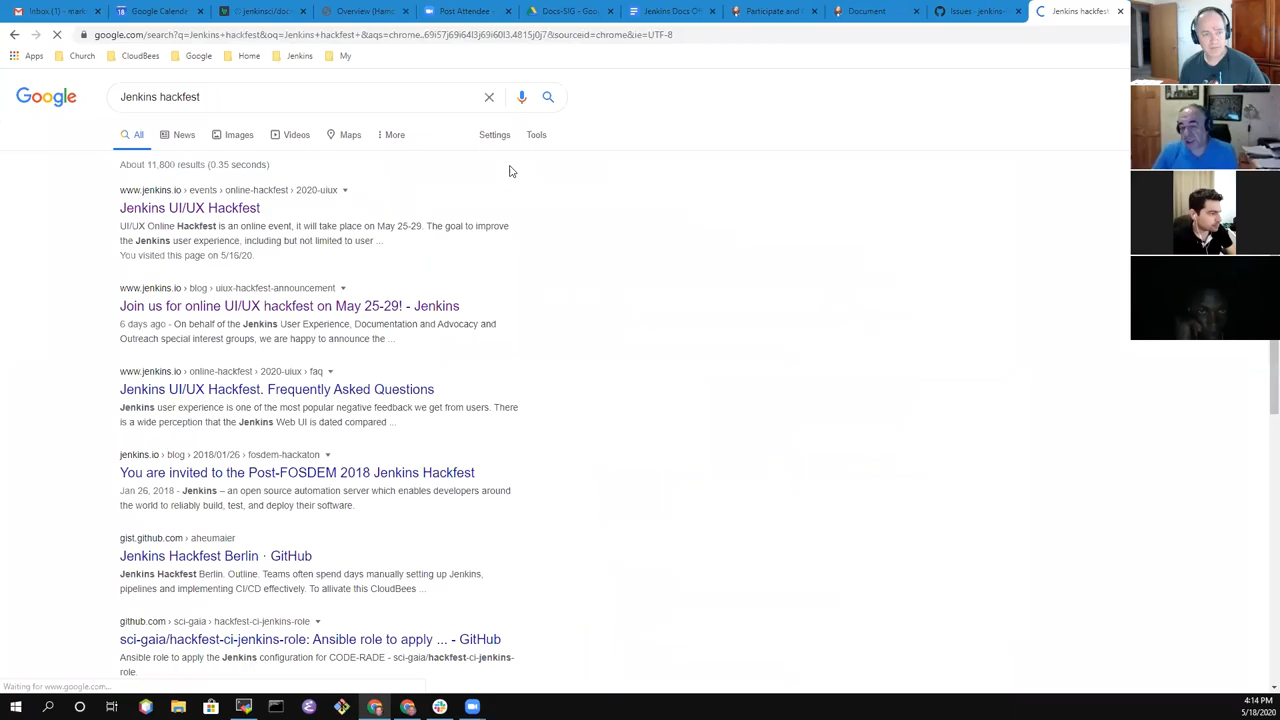 Inbox (1) - mark
18
Google Calend
jenkinsci/doc
Overview (Hamc
Post Attendee -
Docs-SIG - Goo
Jenkins Docs Of
Participate and
Document
Issues · jenkins-
Jenkins hackfest
google.com/search?q=Jenkins+hackfest&oq=Jenkins+hackfest+&aqs=chrome..69i57j69i64l3j69i60l3.4815j0j7&sourceid=chrome&ie=UTF-8
Apps
Church
CloudBees
Google
Home
Jenkins
My
Google
Jenkins hackfest
All
News
Images
Videos
Maps
More
Settings
Tools
About 11,800 results (0.35 seconds)
www.jenkins.io › events › online-hackfest › 2020-uiux
Jenkins UI/UX Hackfest
UI/UX Online Hackfest is an online event, it will take place on May 25-29. The goal to improve
the Jenkins user experience, including but not limited to user ...
You visited this page on 5/16/20.
www.jenkins.io › blog › uiux-hackfest-announcement
Join us for online UI/UX hackfest on May 25-29! - Jenkins
6 days ago - On behalf of the Jenkins User Experience, Documentation and Advocacy and
Outreach special interest groups, we are happy to announce the ...
www.jenkins.io › online-hackfest › 2020-uiux › faq
Jenkins UI/UX Hackfest. Frequently Asked Questions
Jenkins user experience is one of the most popular negative feedback we get from users. There
is a wide perception that the Jenkins Web UI is dated compared ...
jenkins.io › blog › 2018/01/26 › fosdem-hackaton
You are invited to the Post-FOSDEM 2018 Jenkins Hackfest
Jan 26, 2018 - Jenkins – an open source automation server which enables developers around
the world to reliably build, test, and deploy their software.
gist.github.com › aheumaier
Jenkins Hackfest Berlin · GitHub
Jenkins Hackfest Berlin. Outline. Teams often spend days manually setting up Jenkins,
pipelines and implementing CI/CD effectively. To allivate this CloudBees ...
github.com › sci-gaia › hackfest-ci-jenkins-role
sci-gaia/hackfest-ci-jenkins-role: Ansible role to apply ... - GitHub
Ansible role to apply the Jenkins configuration for CODE-RADE - sci-gaia/hackfest-ci-jenkins-
role.
Waiting for www.google.com...
4:14 PM
5/18/2020